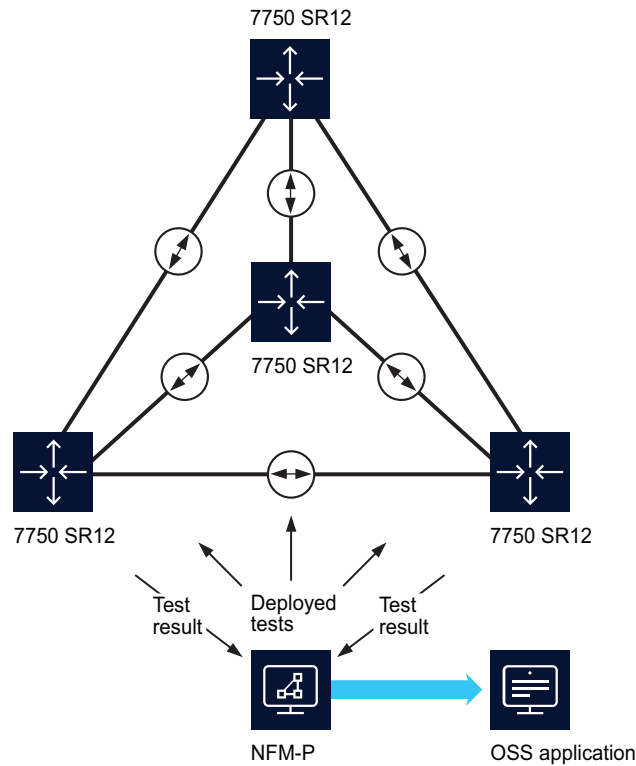 7750 SR12
7750 SR12
7750 SR12
7750 SR12
Test
result
Deployed
tests
Test
result
NFM-P
OSS application